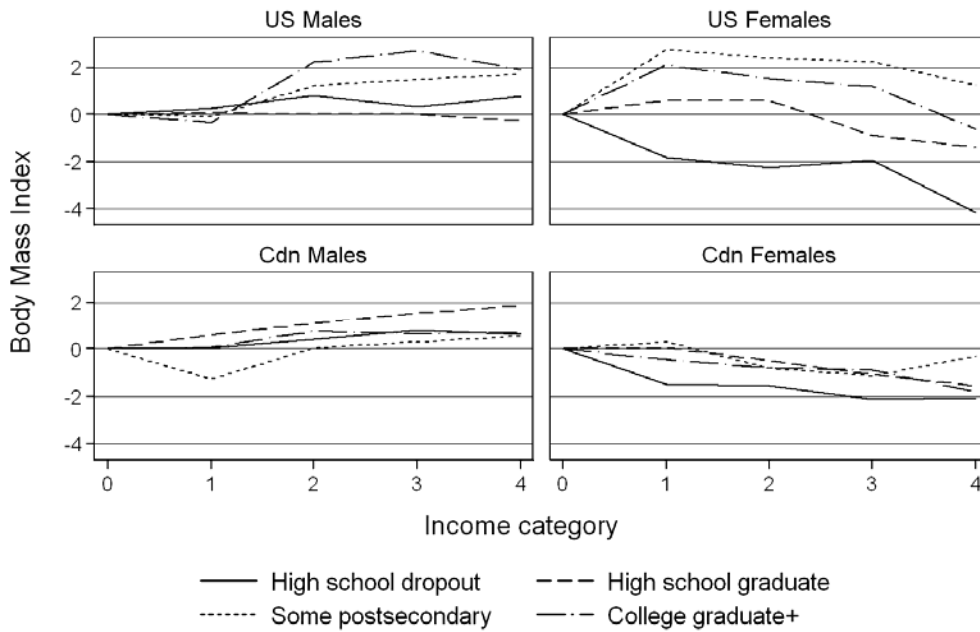 US Males
US Females
2
0
-2
-4
Cdn Males
Cdn Females
2
0
-2
-4
0 1 2 3 4
0 1 2 3 4
Body Mass Index
Income category
High school dropout
High school graduate
Some postsecondary
College graduate+